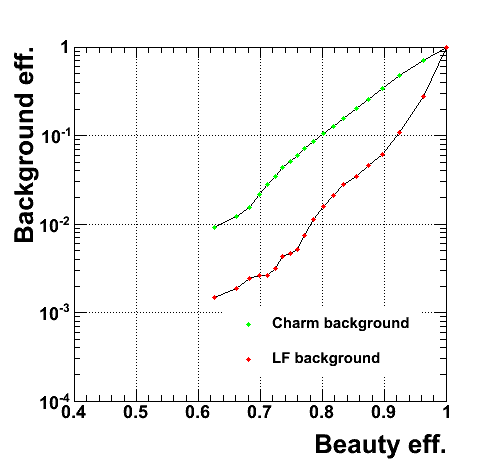 Background eff.
1
10-1
10-2
10-3
10-4
Charm background
LF background
0.4 0.5 0.6 0.7 0.8 0.9 1
Beauty eff.